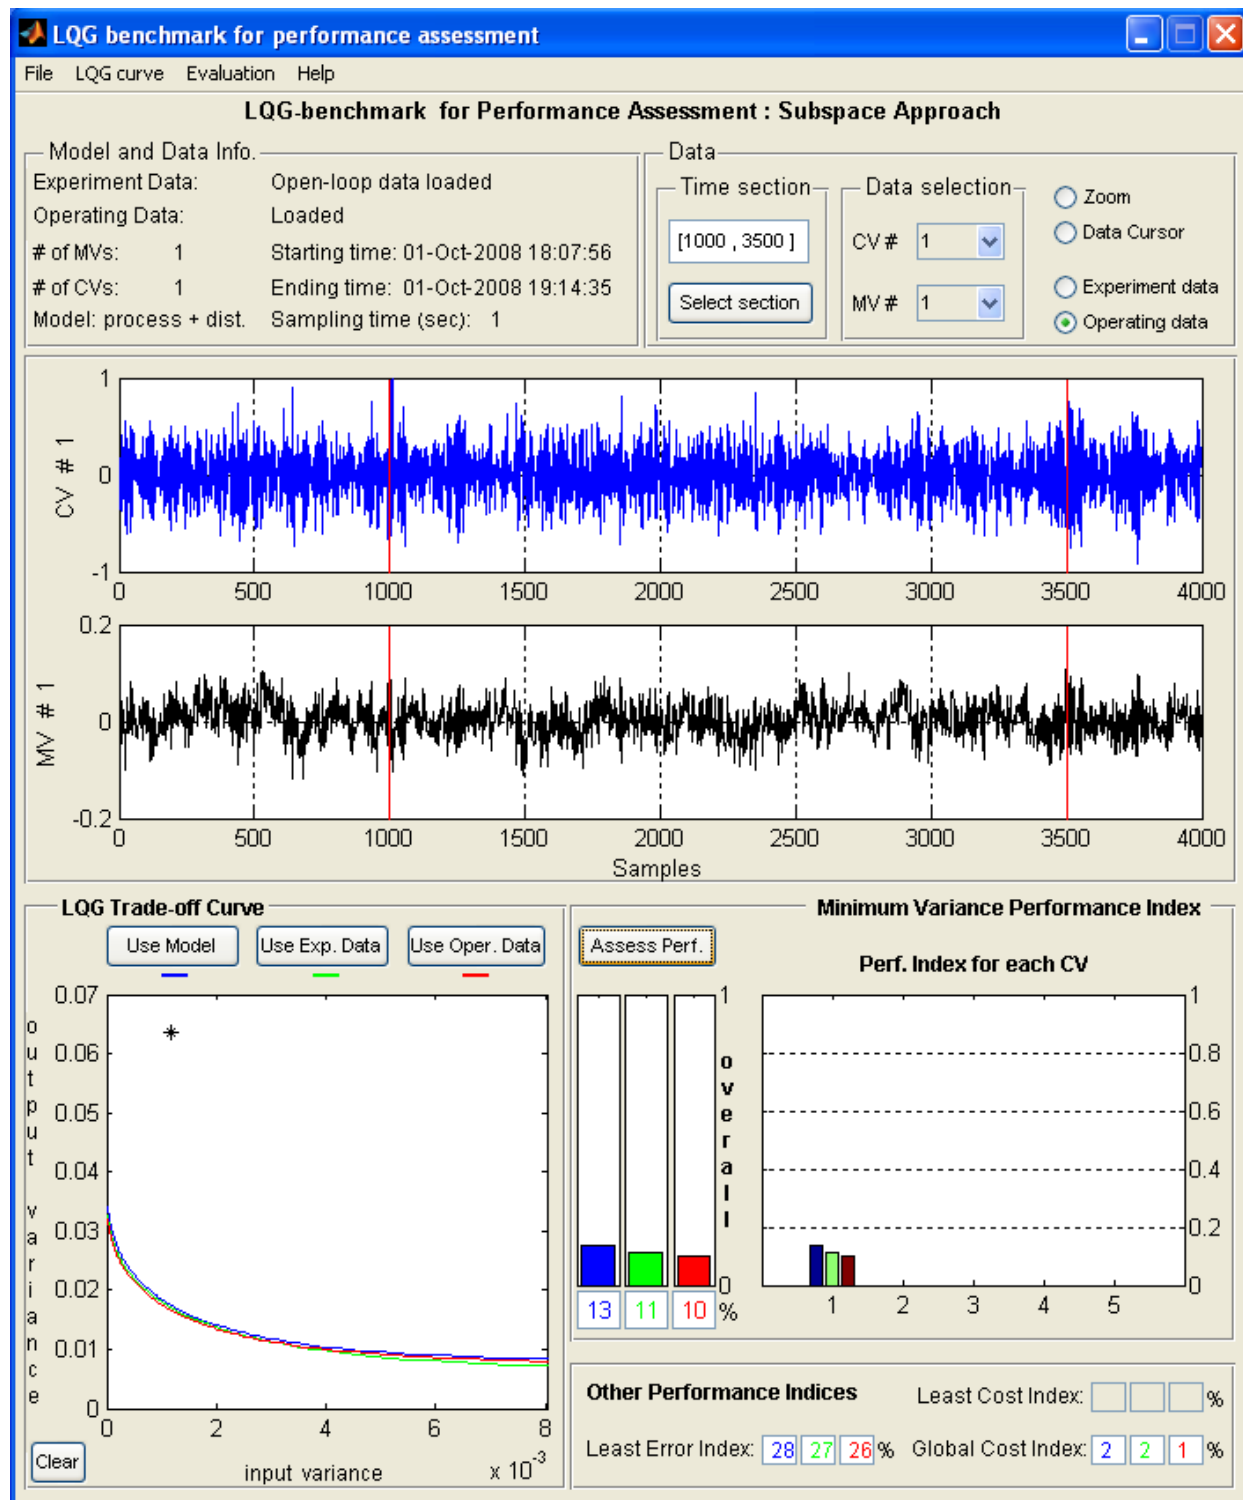 LQG benchmark for performance assessment
File LQG curve Evaluation Help
LQG-benchmark for Performance Assessment : Subspace Approach
Model and Data Info.
Experiment Data: Open-loop data loaded
Operating Data: Loaded
# of MVs: 1 Starting time: 01-Oct-2008 18:07:56
# of CVs: 1 Ending time: 01-Oct-2008 19:14:35
Model: process + dist. Sampling time (sec): 1
Data
Time section
[1000 , 3500 ]
Select section
Data selection
CV # 1
MV # 1
Zoom
Data Cursor
Experiment data
Operating data
CV # 1
1
0
-1
0 500 1000 1500 2000 2500 3000 3500 4000
MV # 1
0.2
0
-0.2
0 500 1000 1500 2000 2500 3000 3500 4000
Samples
LQG Trade-off Curve
Use Model Use Exp. Data Use Oper. Data
output variance
0.07
0.06
0.05
0.04
0.03
0.02
0.01
0
0 2 4 6 8
input variance x 10^-3
Clear
Minimum Variance Performance Index
Assess Perf.
1
overall
0
13 11 10 %
Perf. Index for each CV
1
0.8
0.6
0.4
0.2
0
1 2 3 4 5
Other Performance Indices Least Cost Index: %
Least Error Index: 28 27 26 % Global Cost Index: 2 2 1 %